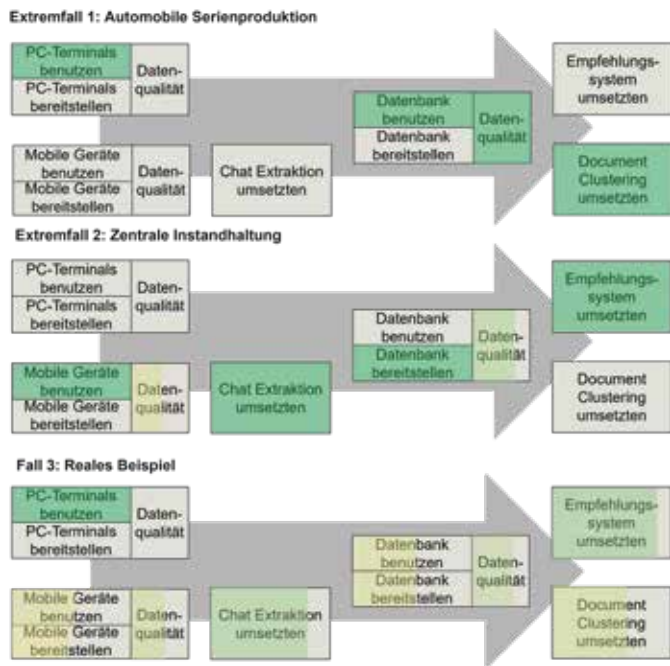 Extremfall 1: Automobile Serienproduktion
PC-Terminals
benutzen
PC-Terminals
bereitstellen
Daten-
qualität
Mobile Geräte
benutzen
Mobile Geräte
bereitstellen
Daten-
qualität
Chat Extraktion
umsetzten
Datenbank
benutzen
Datenbank
bereitstellen
Daten-
qualität
Empfehlungs-
system
umsetzten
Document
Clustering
umsetzten
Extremfall 2: Zentrale Instandhaltung
PC-Terminals
benutzen
PC-Terminals
bereitstellen
Daten-
qualität
Mobile Geräte
benutzen
Mobile Geräte
bereitstellen
Daten-
qualität
Chat Extraktion
umsetzten
Datenbank
benutzen
Datenbank
bereitstellen
Daten-
qualität
Empfehlungs-
system
umsetzten
Document
Clustering
umsetzten
Fall 3: Reales Beispiel
PC-Terminals
benutzen
PC-Terminals
bereitstellen
Daten-
qualität
Mobile Geräte
benutzen
Mobile Geräte
bereitstellen
Daten-
qualität
Chat Extraktion
umsetzten
Datenbank
benutzen
Datenbank
bereitstellen
Daten-
qualität
Empfehlungs-
system
umsetzten
Document
Clustering
umsetzten